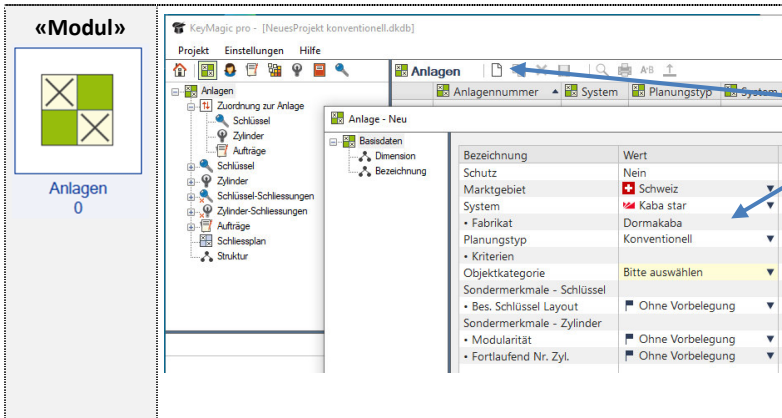 «Modul»
Anlagen
0
KeyMagic pro - [NeuesProjekt konventionell.dkdb]
Projekt Einstellungen Hilfe
Anlagen
Anlagennummer System Planungstyp System
Anlagen
Zuordnung zur Anlage
Schlüssel
Zylinder
Aufträge
Schlüssel
Zylinder
Schlüssel-Schliessungen
Zylinder-Schliessungen
Aufträge
Schliessplan
Struktur
Anlage - Neu
Basisdaten
Dimension
Bezeichnung
Bezeichnung Wert
Schutz Nein
Marktgebiet Schweiz
System Kaba star
• Fabrikat Dormakaba
Planungstyp Konventionell
• Kriterien
Objektkategorie Bitte auswählen
Sondermerkmale - Schlüssel
• Bes. Schlüssel Layout Ohne Vorbelegung
Sondermerkmale - Zylinder
• Modularität Ohne Vorbelegung
• Fortlaufend Nr. Zyl. Ohne Vorbelegung